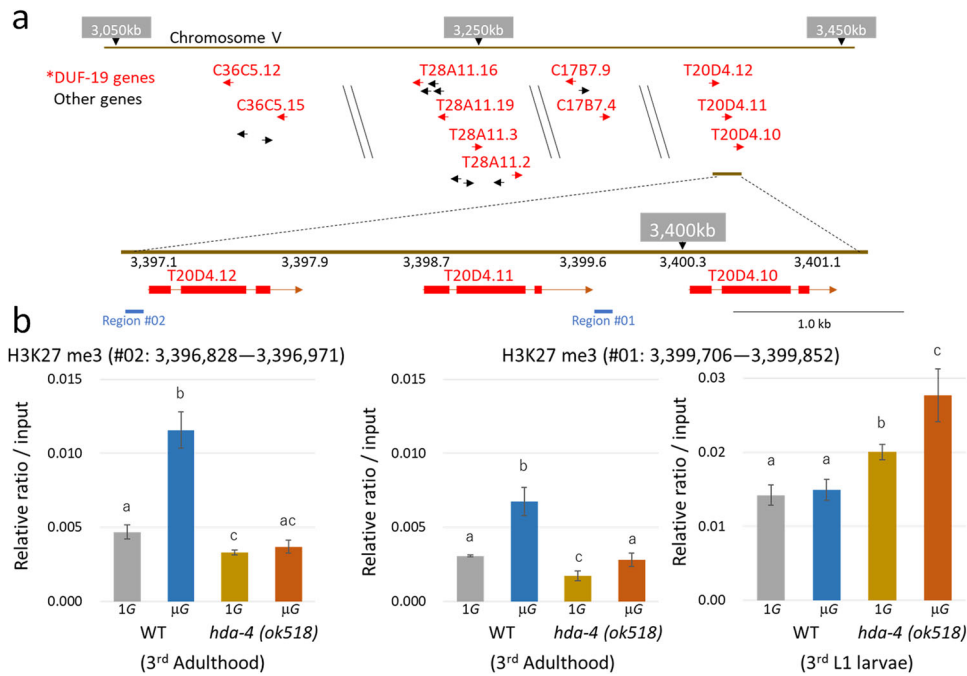 a
3,050kb 3,250kb 3,450kb
Chromosome V
*DUF-19 genes
Other genes
C36C5.12 T28A11.16 C17B7.9 T20D4.12
C36C5.15 T28A11.19 C17B7.4 T20D4.11
T28A11.3 T20D4.10
T28A11.2
3,400kb
3,397.1 3,397.9 3,398.7 3,399.6 3,400.3 3,401.1
T20D4.12 T20D4.11 T20D4.10
Region #02 Region #01 1.0 kb
b
H3K27 me3 (#02: 3,396,828—3,396,971)
Relative ratio / input
0.015
0.010
0.005
0.000
a b c ac
1G μG 1G μG
WT hda-4 (ok518)
(3rd Adulthood)
H3K27 me3 (#01: 3,399,706—3,399,852)
Relative ratio / input
0.015
0.010
0.005
0.000
a b c a
1G μG 1G μG
WT hda-4 (ok518)
(3rd Adulthood)
Relative ratio / input
0.03
0.02
0.01
0.00
a a b c
1G μG 1G μG
WT hda-4 (ok518)
(3rd L1 larvae)